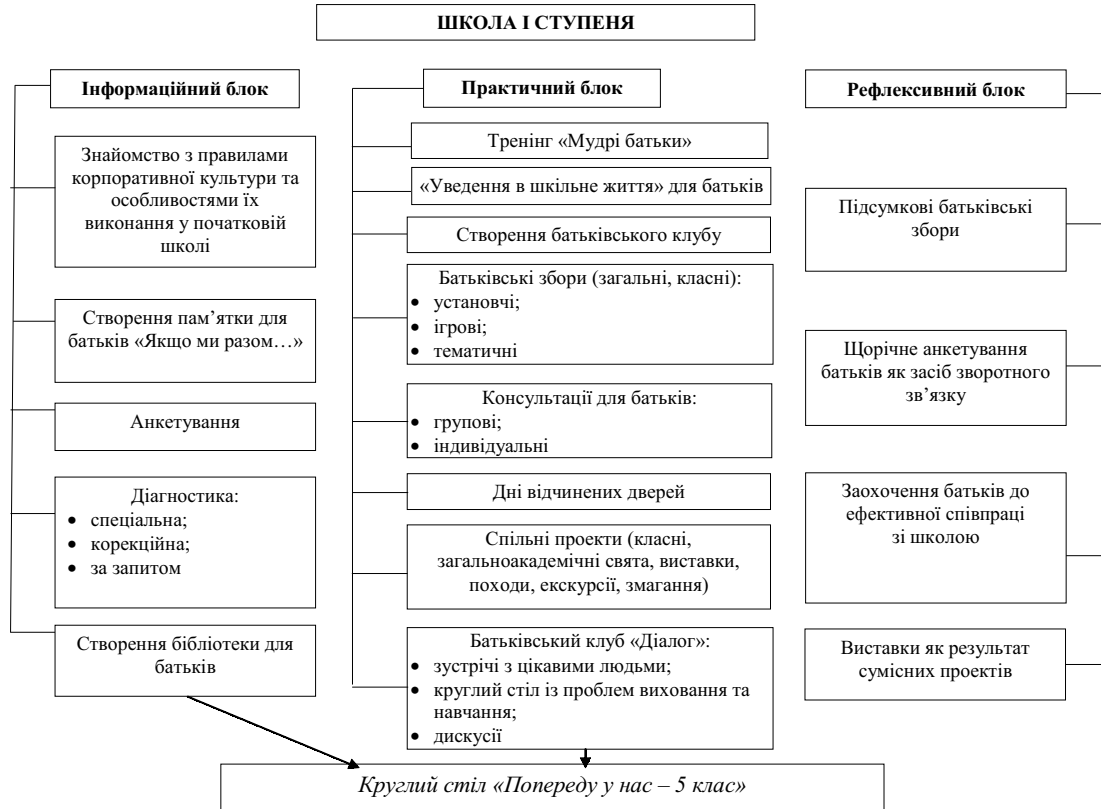 ШКОЛА І СТУПЕНЯ
Інформаційний блок
Знайомство з правилами
корпоративної культури та
особливостями їх
виконання у початковій
школі
Створення пам’ятки для
батьків «Якщо ми разом…»
Анкетування
Діагностика:
• спеціальна;
• корекційна;
• за запитом
Створення бібліотеки для
батьків
Практичний блок
Тренінг «Мудрі батьки»
«Уведення в шкільне життя» для батьків
Створення батьківського клубу
Батьківські збори (загальні, класні):
• установчі;
• ігрові;
• тематичні
Консультації для батьків:
• групові;
• індивідуальні
Дні відчинених дверей
Спільні проекти (класні,
загальноакадемічні свята, виставки,
походи, екскурсії, змагання)
Батьківський клуб «Діалог»:
• зустрічі з цікавими людьми;
• круглий стіл із проблем виховання та
навчання;
• дискусії
Рефлексивний блок
Підсумкові батьківські
збори
Щорічне анкетування
батьків як засіб зворотного
зв’язку
Заохочення батьків до
ефективної співпраці
зі школою
Виставки як результат
сумісних проектів
Круглий стіл «Попереду у нас – 5 клас»